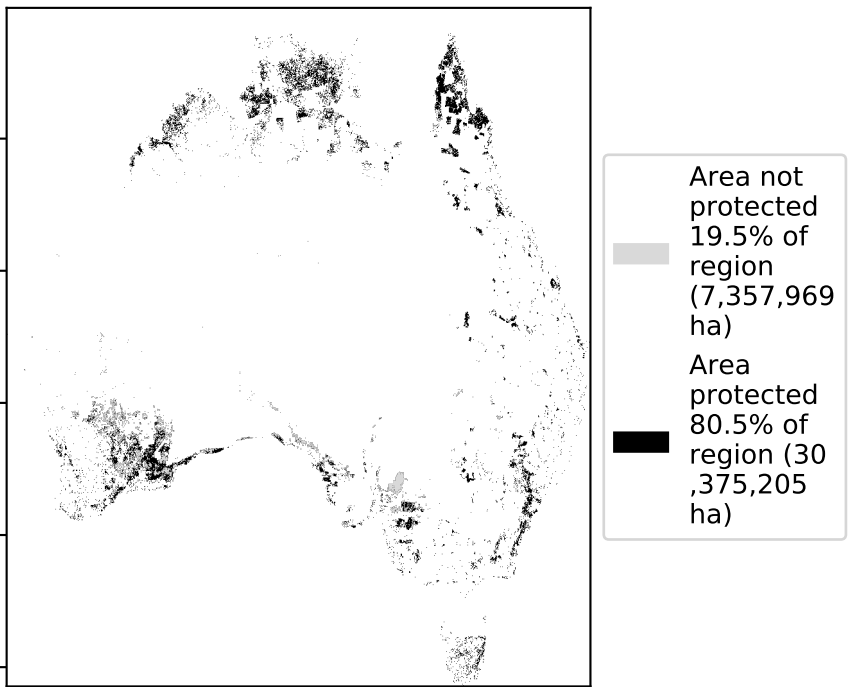 Area not
protected
19.5% of
region
(7,357,969
ha)
Area
protected
80.5% of
region (30
,375,205
ha)